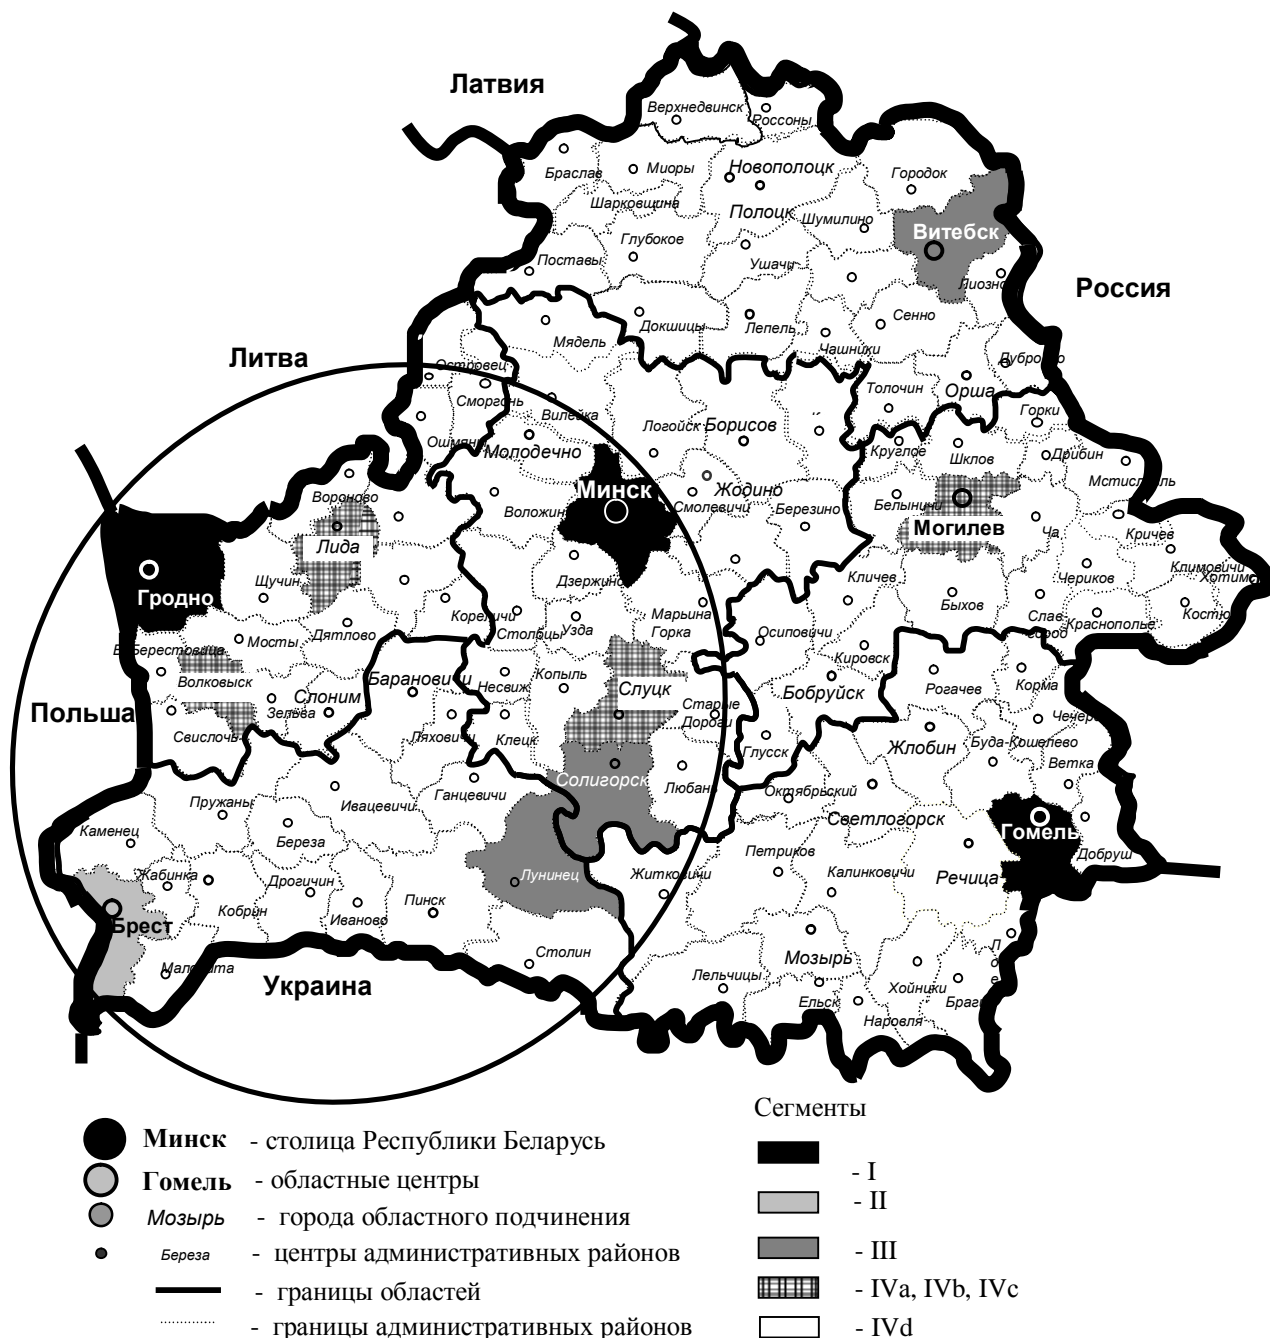 Латвия
Верхнедвинск
Россоны
Браслав
Миоры
Новополоцк
Городок
Шарковщина
Полоцк
Шумилино
Витебск
Глубокое
Поставы
Ушачи
Лиозно
Россия
Докшицы
Лепель
Сенно
Мядель
Чашники
Дубровно
Литва
Островец
Сморгонь
Вилейка
Толочин
Орша
Горки
Ошмяны
Молодечно
Логойск
Борисов
Круглое
Шклов
Дрибин
Мстиславль
Вороново
Воложин
Минск
Жодино
Смолевичи
Березино
Белыничи
Могилев
Ча
Кричев
Лида
Щучин
Дзержинск
Кличев
Чериков
Климовичи
Хотимск
Гродно
Дятлово
Кореличи
Столбцы
Узда
Марьина
Горка
Осиповичи
Быхов
Слав-
город
Краснополье
Костю
Б. Берестовица
Мосты
Волковыск
Слоним
Зельва
Барановичи
Несвиж
Копыль
Слуцк
Старые
Дороги
Кировск
Бобруйск
Рогачев
Корма
Польша
Свислочь
Ляховичи
Клецк
Глусск
Жлобин
Чечерск
Буда-Кошелево
Ветка
Солигорск
Любань
Октябрьский
Светлогорск
Гомель
Добруш
Пружаны
Ивацевичи
Ганцевичи
Каменец
Береза
Жабинка
Дрогичин
Кобрин
Иваново
Пинск
Лунинец
Житковичи
Петриков
Калинковичи
Речица
Брест
Малорита
Столин
Украина
Лельчицы
Мозырь
Ельск
Наровля
Хойники
Браг
Сегменты
Минск - столица Республики Беларусь
- I
Гомель - областные центры
- II
Мозырь - города областного подчинения
Береза - центры административных районов
- III
- границы областей
- IVa, IVb, IVc
- границы административных районов
- IVd